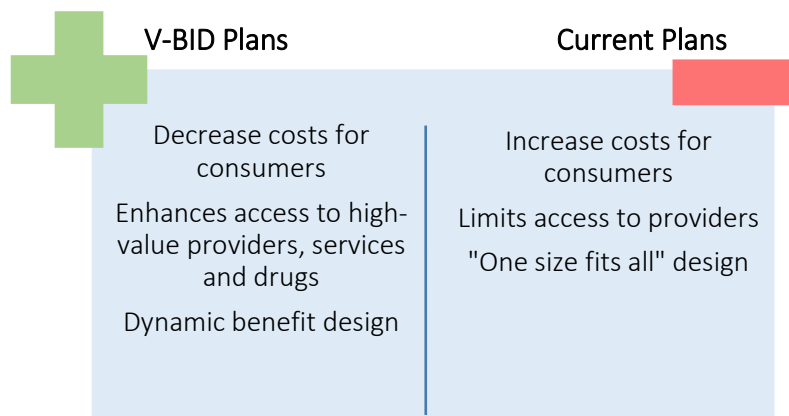 V-BID Plans
Decrease costs for
consumers
Enhances access to high-
value providers, services
and drugs
Dynamic benefit design
Current Plans
Increase costs for
consumers
Limits access to providers
"One size fits all" design